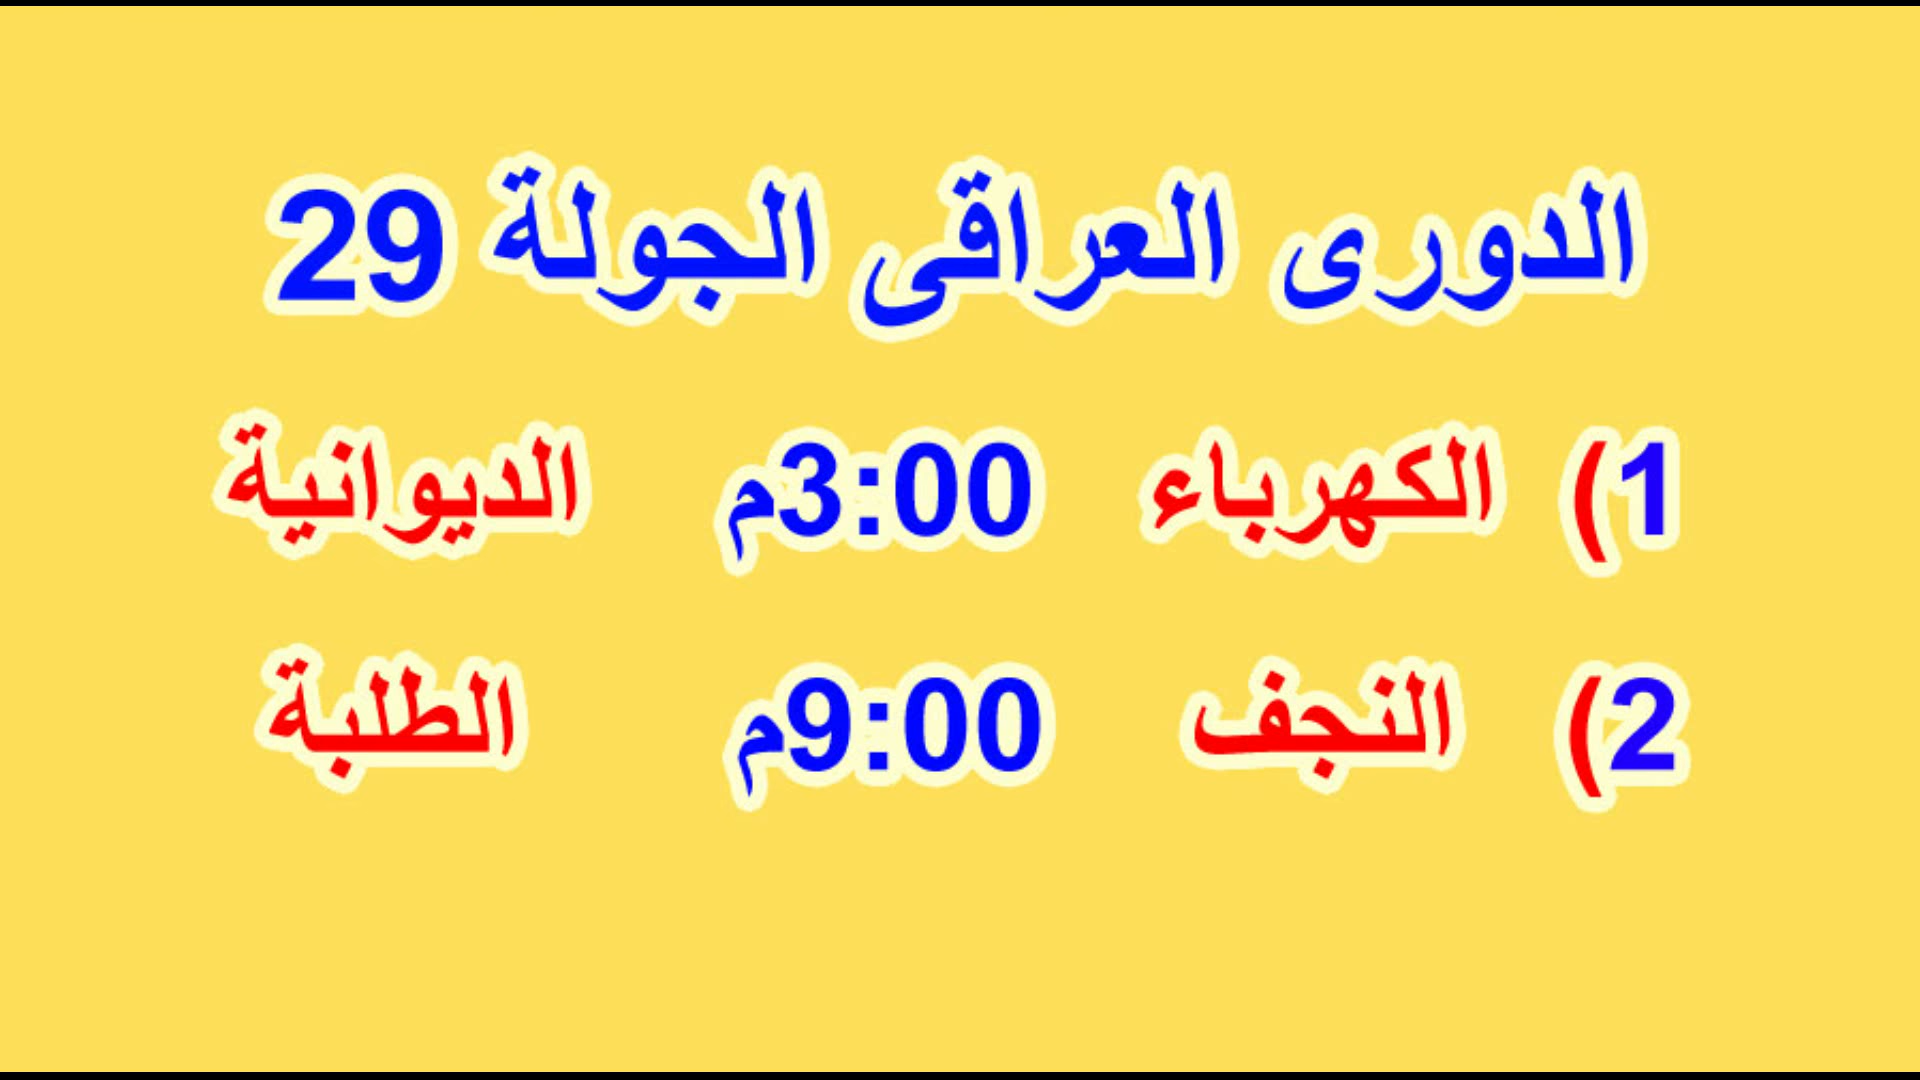 الدورى العراقى الجولة 29
1) الكهرباء 3:00م الديوانية
2) النجف 9:00م الطلبة